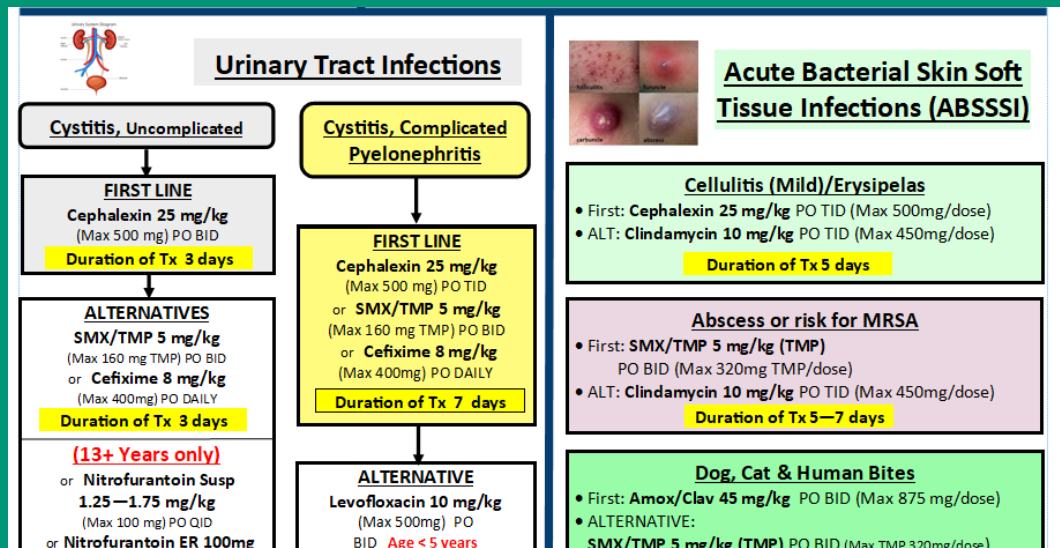 Urinary System Diagram
Urinary Tract Infections
Cystitis, Uncomplicated
FIRST LINE
Cephalexin 25 mg/kg
(Max 500 mg) PO BID
Duration of Tx 3 days
ALTERNATIVES
SMX/TMP 5 mg/kg
(Max 160 mg TMP) PO BID
or Cefixime 8 mg/kg
(Max 400mg) PO DAILY
Duration of Tx 3 days
(13+ Years only)
or Nitrofurantoin Susp
1.25—1.75 mg/kg
(Max 100 mg) PO QID
or Nitrofurantoin ER 100mg
Cystitis, Complicated
Pyelonephritis
FIRST LINE
Cephalexin 25 mg/kg
(Max 500 mg) PO TID
or SMX/TMP 5 mg/kg
(Max 160 mg TMP) PO BID
or Cefixime 8 mg/kg
(Max 400mg) PO DAILY
Duration of Tx 7 days
ALTERNATIVE
Levofloxacin 10 mg/kg
(Max 500mg) PO
BID Age < 5 years
folliculitis
furuncle
carbuncle
abscess
Acute Bacterial Skin Soft
Tissue Infections (ABSSSI)
Cellulitis (Mild)/Erysipelas
• First: Cephalexin 25 mg/kg PO TID (Max 500mg/dose)
• ALT: Clindamycin 10 mg/kg PO TID (Max 450mg/dose)
Duration of Tx 5 days
Abscess or risk for MRSA
• First: SMX/TMP 5 mg/kg (TMP)
PO BID (Max 320mg TMP/dose)
• ALT: Clindamycin 10 mg/kg PO TID (Max 450mg/dose)
Duration of Tx 5—7 days
Dog, Cat & Human Bites
• First: Amox/Clav 45 mg/kg PO BID (Max 875 mg/dose)
• ALTERNATIVE:
SMX/TMP 5 mg/kg (TMP) PO BID (Max TMP 320mg/dose)